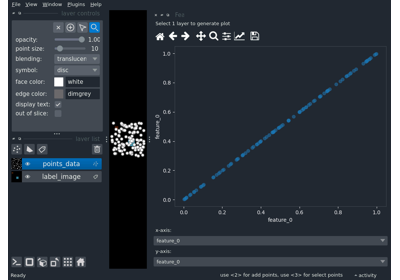 File View Window Plugins Help
layer controls
opacity: 1.00
point size: 10
blending: translucen
symbol: disc
face color: white
edge color: dimgrey
display text:
out of slice:
layer list
points_data
label_image
Ready
Select 1 layer to generate plot
1.0
0.8
0.6
0.4
0.2
0.0
feature_0
0.0 0.2 0.4 0.6 0.8 1.0
feature_0
x-axis:
feature_0
y-axis:
feature_0
use <2> for add points, use <3> for select points
activity